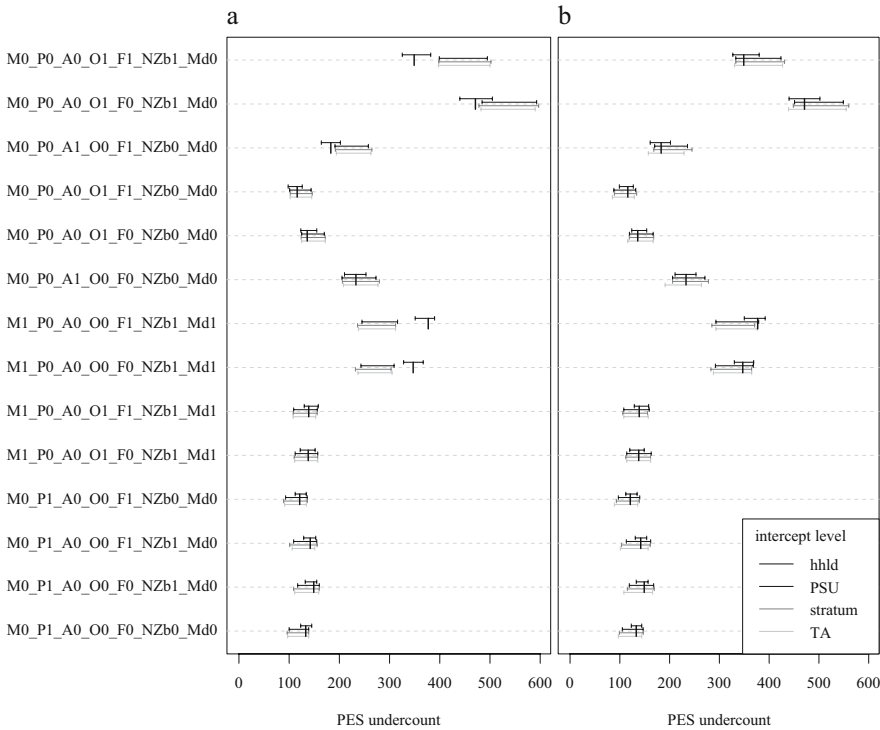 a
b
M0_P0_A0_O1_F1_NZb1_Md0
M0_P0_A0_O1_F0_NZb1_Md0
M0_P0_A1_O0_F1_NZb0_Md0
M0_P0_A0_O1_F1_NZb0_Md0
M0_P0_A0_O1_F0_NZb0_Md0
M0_P0_A1_O0_F0_NZb0_Md0
M1_P0_A0_O0_F1_NZb1_Md1
M1_P0_A0_O0_F0_NZb1_Md1
M1_P0_A0_O1_F1_NZb1_Md1
M1_P0_A0_O1_F0_NZb1_Md1
M0_P1_A0_O0_F1_NZb0_Md0
M0_P1_A0_O0_F1_NZb1_Md0
M0_P1_A0_O0_F0_NZb1_Md0
M0_P1_A0_O0_F0_NZb0_Md0
intercept level
hhld
PSU
stratum
TA
0 100 200 300 400 500 600
0 100 200 300 400 500 600
PES undercount
PES undercount